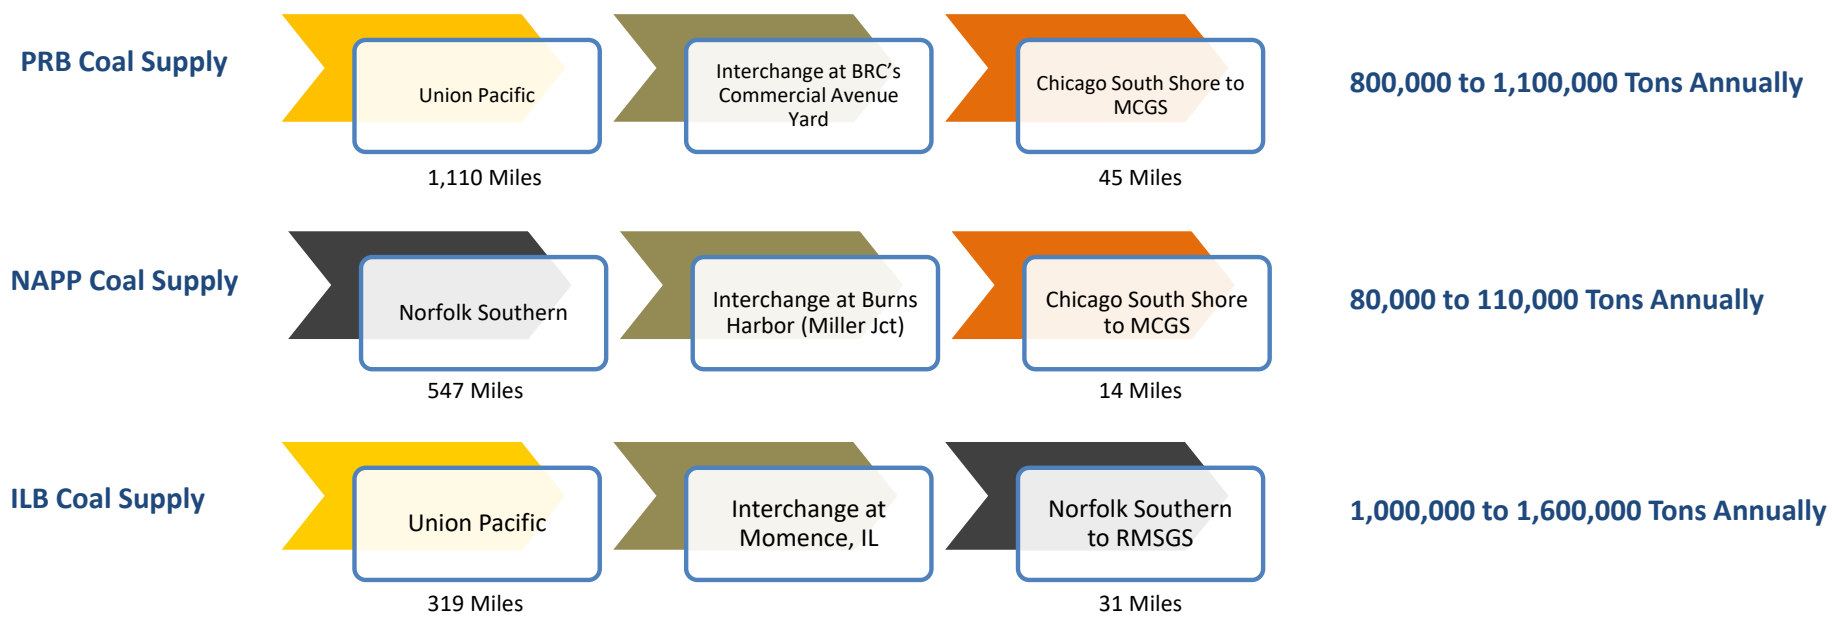 PRB Coal Supply
Union Pacific
Interchange at BRC's
Commercial Avenue
Yard
Chicago South Shore to
MCGS
800,000 to 1,100,000 Tons Annually
1,110 Miles
45 Miles
NAPP Coal Supply
Norfolk Southern
Interchange at Burns
Harbor (Miller Jct)
Chicago South Shore
to MCGS
80,000 to 110,000 Tons Annually
547 Miles
14 Miles
ILB Coal Supply
Union Pacific
Interchange at
Momence, IL
Norfolk Southern
to RMSGS
1,000,000 to 1,600,000 Tons Annually
319 Miles
31 Miles